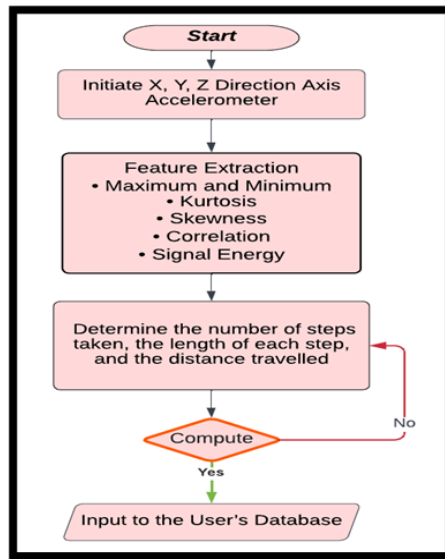 Start
Initiate X, Y, Z Direction Axis
Accelerometer
Feature Extraction
• Maximum and Minimum
• Kurtosis
• Skewness
• Correlation
• Signal Energy
Determine the number of steps
taken, the length of each step,
and the distance travelled
Compute
No
Yes
Input to the User's Database